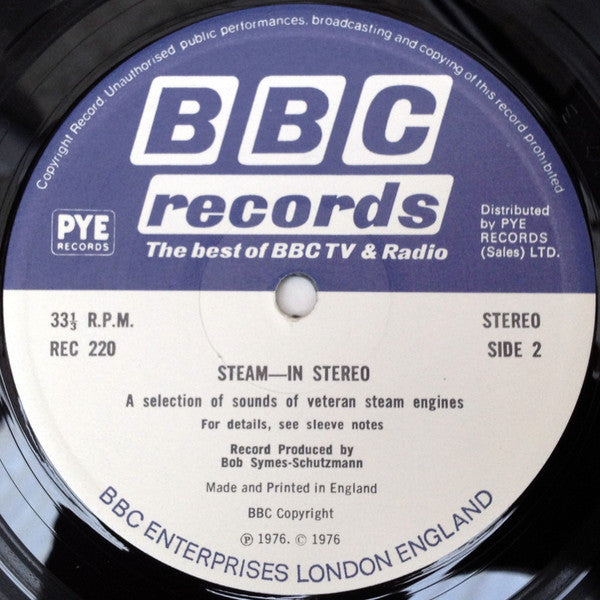 Copyright Record. Unauthorised public performances, broadcasting and copying of this record prohibited
BBC
records
The best of BBC TV & Radio
PYE
RECORDS
Distributed
by PYE
RECORDS
(Sales) LTD.
33⅓ R.P.M.
REC 220
STEREO
SIDE 2
STEAM—IN STEREO
A selection of sounds of veteran steam engines
For details, see sleeve notes
Record Produced by
Bob Symes-Schutzmann
Made and Printed in England
BBC Copyright
℗ 1976. © 1976
BBC ENTERPRISES LONDON ENGLAND